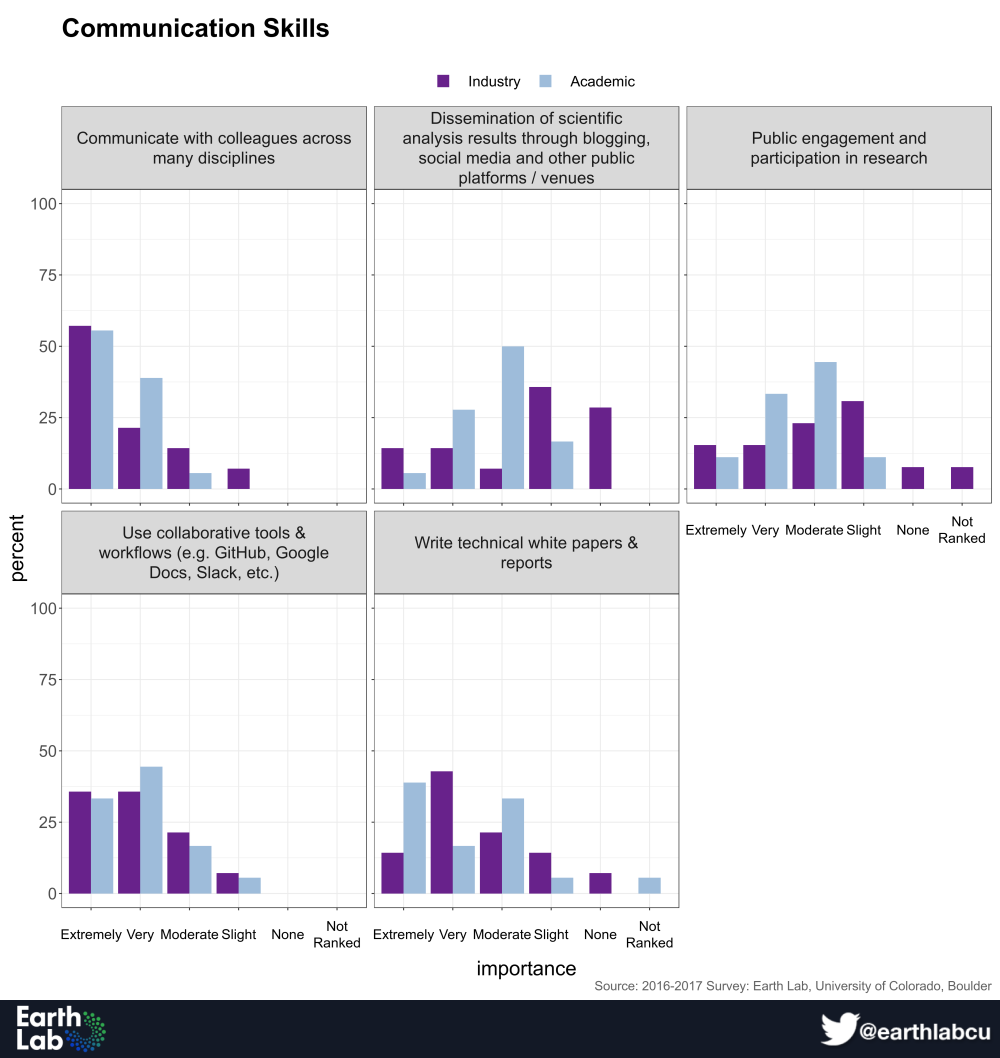 Communication Skills
Industry
Academic
Communicate with colleagues across
many disciplines
Dissemination of scientific
analysis results through blogging,
social media and other public
platforms / venues
Public engagement and
participation in research
100
75
50
25
0
Extremely Very Moderate Slight None Not
Ranked
percent
Use collaborative tools &
workflows (e.g. GitHub, Google
Docs, Slack, etc.)
Write technical white papers &
reports
100
75
50
25
0
Extremely Very Moderate Slight None Not
Ranked
Extremely Very Moderate Slight None Not
Ranked
importance
Source: 2016-2017 Survey: Earth Lab, University of Colorado, Boulder
Earth
Lab
@earthlabcu